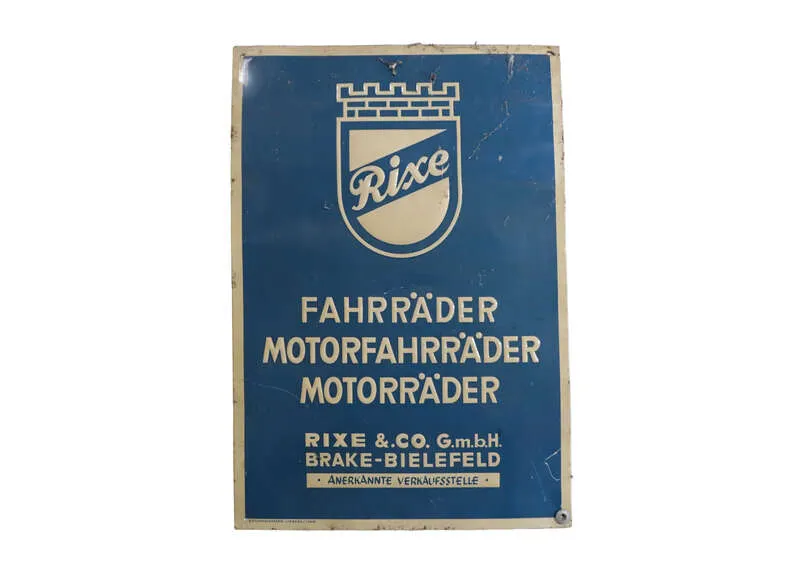 Rixe
FAHRRÄDER
MOTORFAHRRÄDER
MOTORRÄDER
RIXE &.CO. G.m.b.H.
BRAKE-BIELEFELD
· ANERKANNTE VERKAUFSSTELLE ·